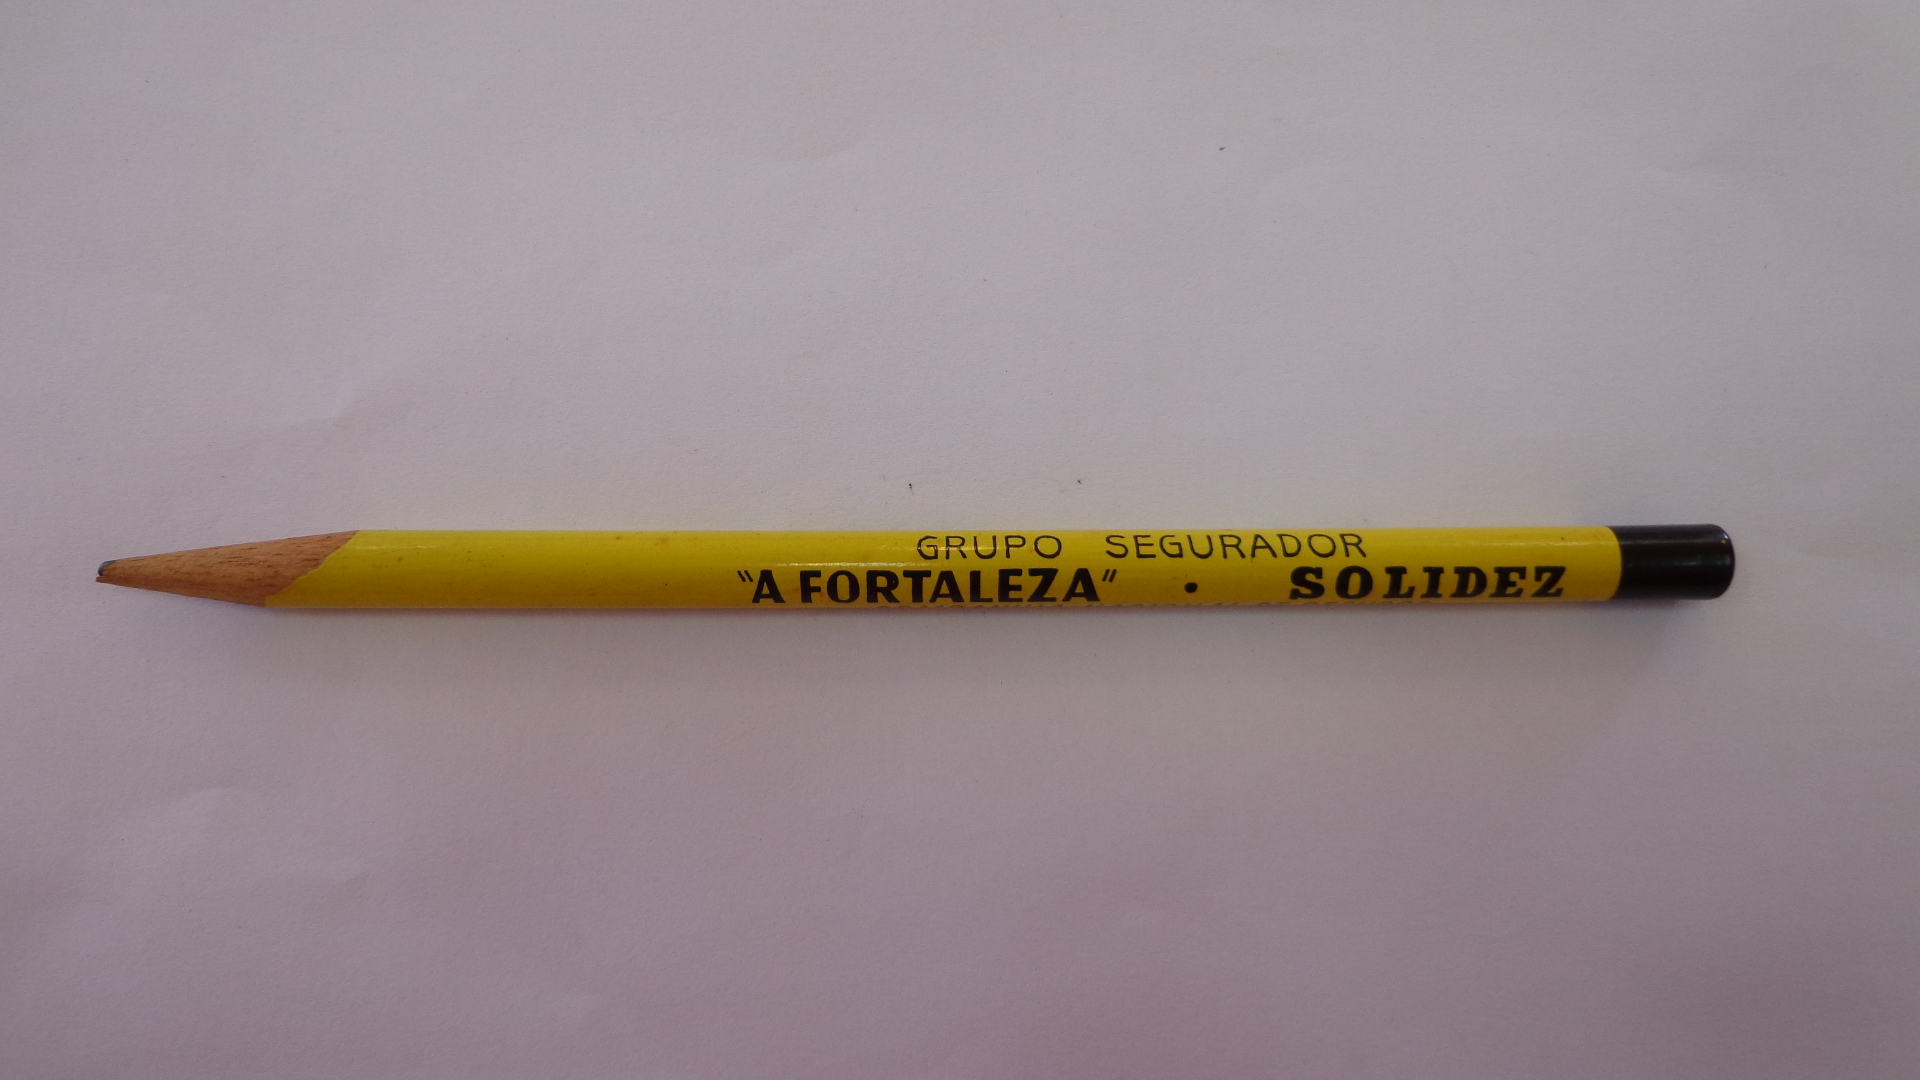 GRUPO SEGURADOR
"A FORTALEZA" • SOLIDEZ